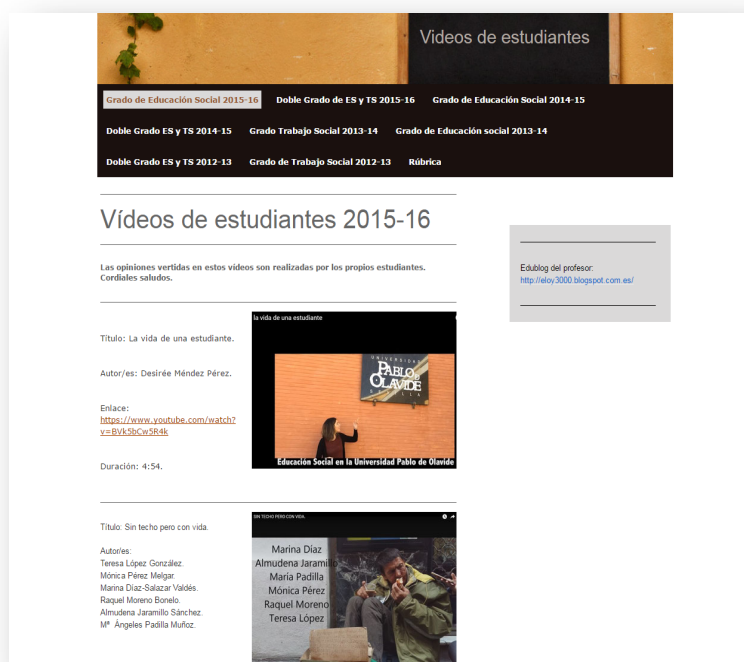 Videos de estudiantes
Grado de Educación Social 2015-16 Doble Grado de ES y TS 2015-16 Grado de Educación Social 2014-15
Doble Grado ES y TS 2014-15 Grado Trabajo Social 2013-14 Grado de Educación social 2013-14
Doble Grado ES y TS 2012-13 Grado de Trabajo Social 2012-13 Rúbrica
Vídeos de estudiantes 2015-16
Las opiniones vertidas en estos vídeos son realizadas por los propios estudiantes.
Cordiales saludos.
Edublog del profesor:
http://eloy3000.blogspot.com.es/
Título: La vida de una estudiante.
Autor/es: Desirée Méndez Pérez.
Enlace:
https://www.youtube.com/watch?
v=BVk5bCw5R4k
Duración: 4:54.
la vida de una estudiante
UNIVERSIDAD
PABLO DE
OLAVIDE
SEVILLA
Educación Social en la Universidad Pablo de Olavide
Título: Sin techo pero con vida.
Autor/es:
Teresa López González.
Mónica Pérez Melgar.
Marina Díaz-Salazar Valdés.
Raquel Moreno Bonelo.
Almudena Jaramillo Sánchez.
Mª Ángeles Padilla Muñoz.
SIN TECHO PERO CON VIDA.
Marina Díaz
Almudena Jaramillo
María Padilla
Mónica Pérez
Raquel Moreno
Teresa López